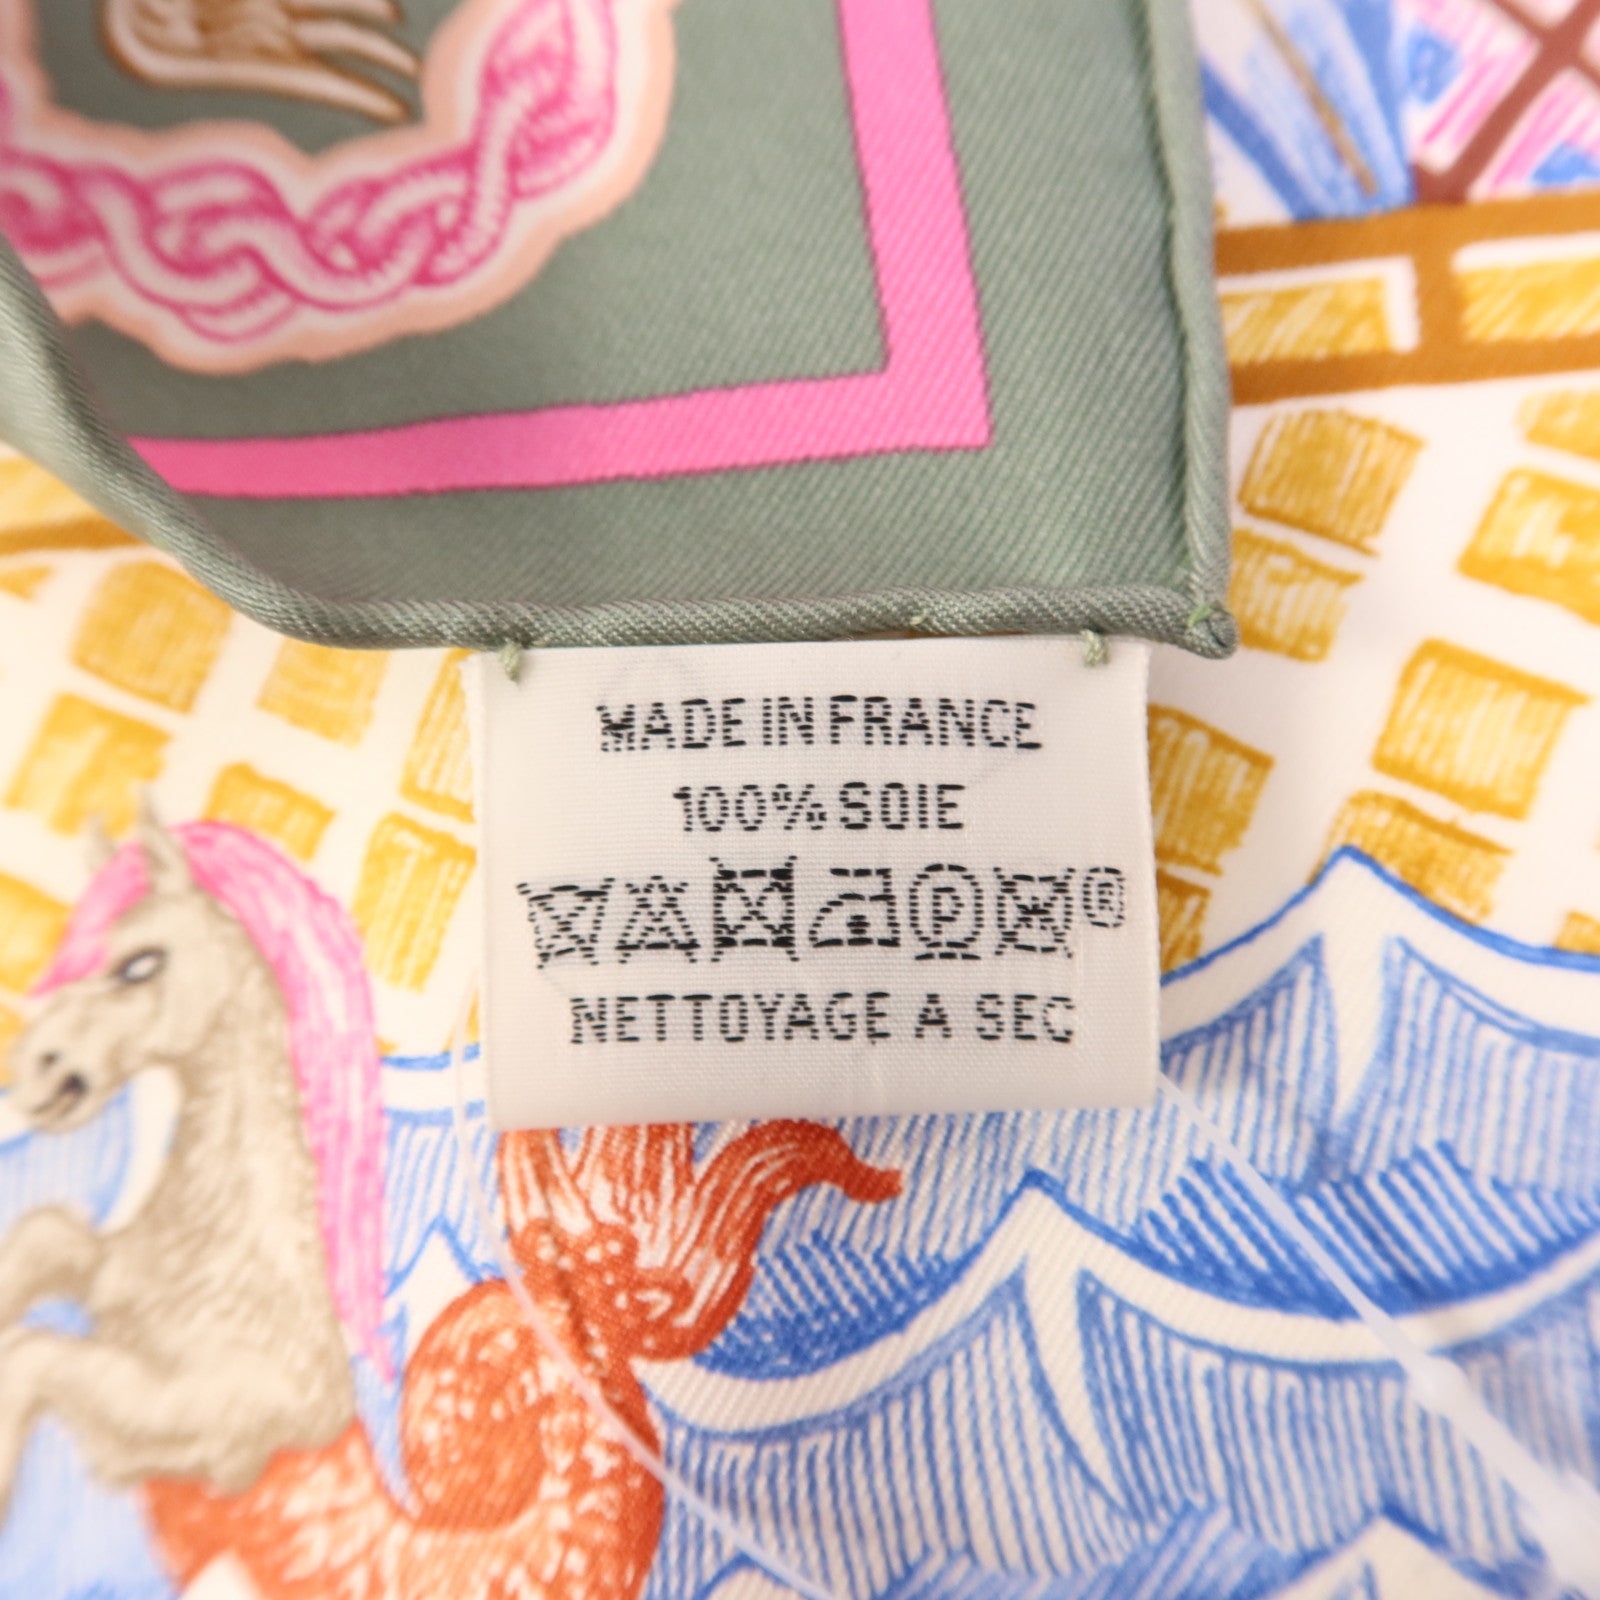 MADE IN FRANCE
100% SOIE
P ®
NETTOYAGE A SEC